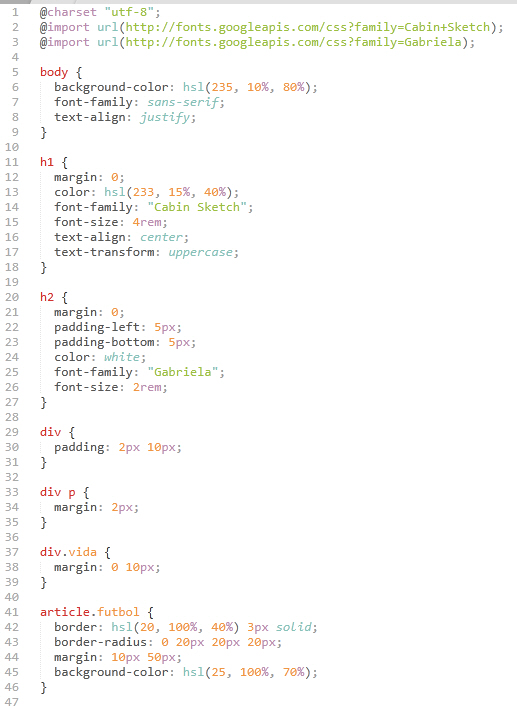 1 @charset "utf-8";
2 @import url(http://fonts.googleapis.com/css?family=Cabin+Sketch);
3 @import url(http://fonts.googleapis.com/css?family=Gabriela);
4
5 body {
6 background-color: hsl(235, 10%, 80%);
7 font-family: sans-serif;
8 text-align: justify;
9 }
10
11 h1 {
12 margin: 0;
13 color: hsl(233, 15%, 40%);
14 font-family: "Cabin Sketch";
15 font-size: 4rem;
16 text-align: center;
17 text-transform: uppercase;
18 }
19
20 h2 {
21 margin: 0;
22 padding-left: 5px;
23 padding-bottom: 5px;
24 color: white;
25 font-family: "Gabriela";
26 font-size: 2rem;
27 }
28
29 div {
30 padding: 2px 10px;
31 }
32
33 div p {
34 margin: 2px;
35 }
36
37 div.vida {
38 margin: 0 10px;
39 }
40
41 article.futbol {
42 border: hsl(20, 100%, 40%) 3px solid;
43 border-radius: 0 20px 20px 20px;
44 margin: 10px 50px;
45 background-color: hsl(25, 100%, 70%);
46 }
47